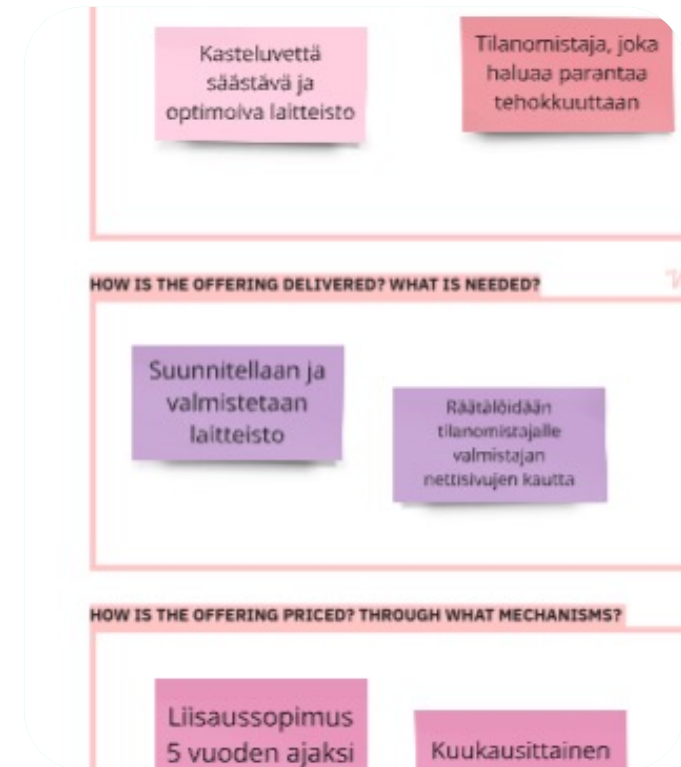 Kasteluvettä
säästävä ja
optimoiva laitteisto
Tilanomistaja, joka
haluaa parantaa
tehokkuuttaan
HOW IS THE OFFERING DELIVERED? WHAT IS NEEDED?
Suunnitellaan ja
valmistetaan
laitteisto
Räätälöidään
tilanomistajalle
valmistajan
nettisivujen kautta
HOW IS THE OFFERING PRICED? THROUGH WHAT MECHANISMS?
Liisaussopimus
5 vuoden ajaksi
Kuukausittainen